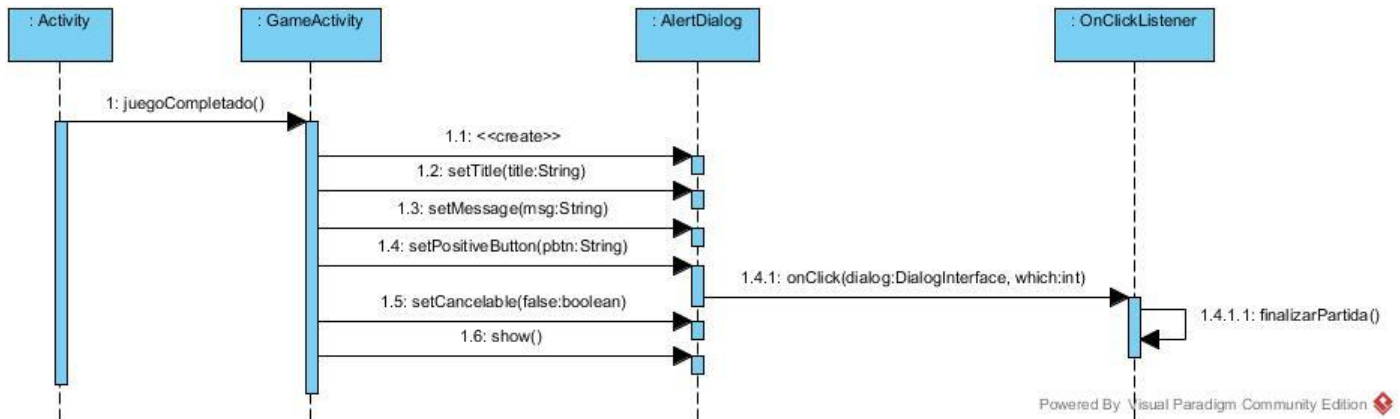 : Activity
: GameActivity
: AlertDialog
: OnClickListener
1: juegoCompletado()
1.1: <<create>>
1.2: setTitle(title:String)
1.3: setMessage(msg:String)
1.4: setPositiveButton(pbtn:String)
1.4.1: onClick(dialog:DialogInterface, which:int)
1.5: setCancelable(false:boolean)
1.4.1.1: finalizarPartida()
1.6: show()
Powered By Visual Paradigm Community Edition